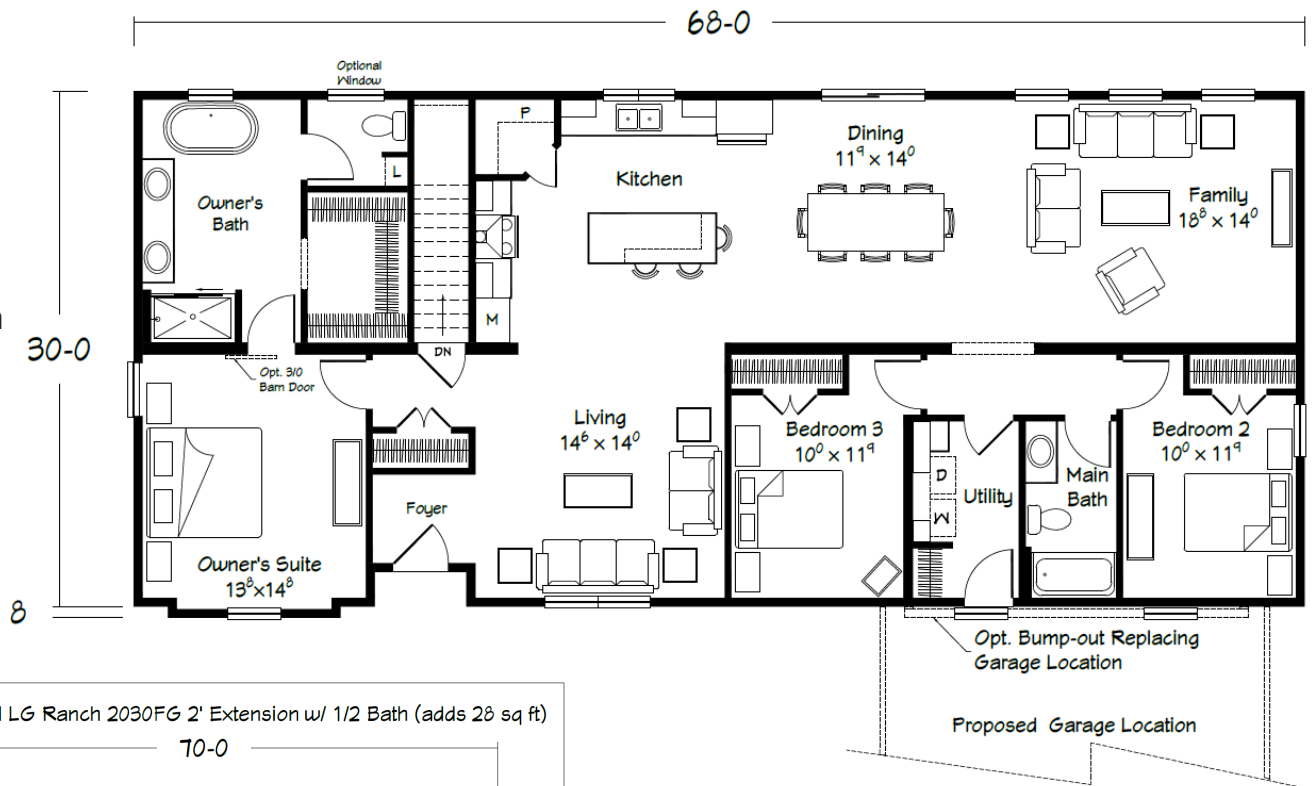 68-0
Optional
Window
P
Dining
11⁹ x 14⁰
Kitchen
L
Family
18⁸ x 14⁰
Owner's
Bath
30-0
M
DN
Opt. 3/0
Barn Door
Living
14⁶ x 14⁰
Bedroom 3
10⁰ x 11⁹
Bedroom 2
10⁰ x 11⁹
D
W
Utility
Main
Bath
Foyer
Owner's Suite
13⁸x14⁸
8
Opt. Bump-out Replacing
Garage Location
LG Ranch 2030FG 2' Extension w/ 1/2 Bath (adds 28 sq ft)
Proposed Garage Location
70-0